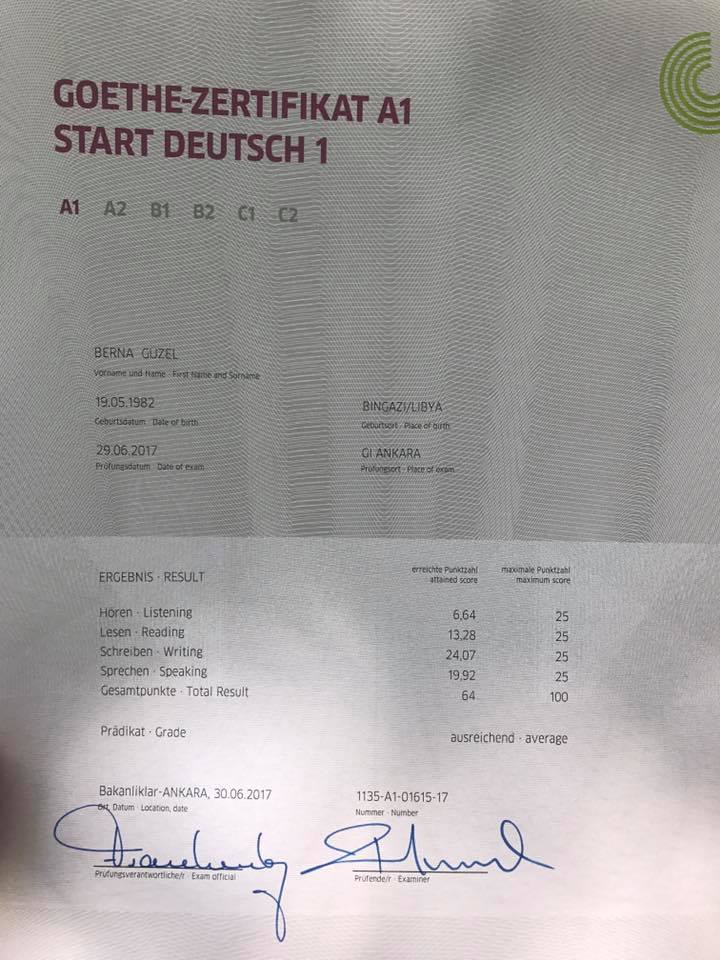 GOETHE-ZERTIFIKAT A1
START DEUTSCH 1
A1 A2 B1 B2 C1 C2
BERNA GÜZEL
Vorname und Name · First Name and Sorname
19.05.1982
Geburtsdatum · Date of birth
BINGAZI/LIBYA
Geburtsort · Place of birth
29.06.2017
Prüfungsdatum · Date of exam
GI ANKARA
Prüfungsort · Place of exam
ERGEBNIS · RESULT
erreichte Punktzahl
attained score
maximale Punktzahl
maximum score
Hören · Listening 6,64 25
Lesen · Reading 13,28 25
Schreiben · Writing 24,07 25
Sprechen · Speaking 19,92 25
Gesamtpunkte · Total Result 64 100
Prädikat · Grade ausreichend · average
Bakanliklar-ANKARA, 30.06.2017
Ort, Datum · Location, date
1135-A1-01615-17
Nummer · Number
Prüfungsverantwortliche/r · Exam official
Prüfende/r · Examiner